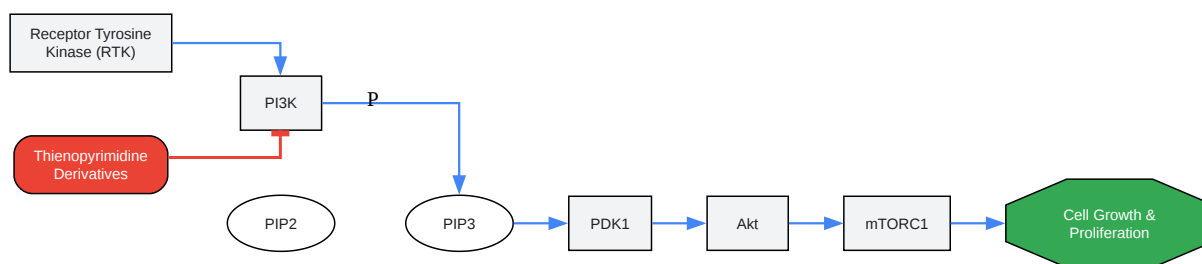 Receptor Tyrosine
Kinase (RTK)
PI3K
P
Thienopyrimidine
Derivatives
PIP2
PIP3
PDK1
Akt
mTORC1
Cell Growth &
Proliferation